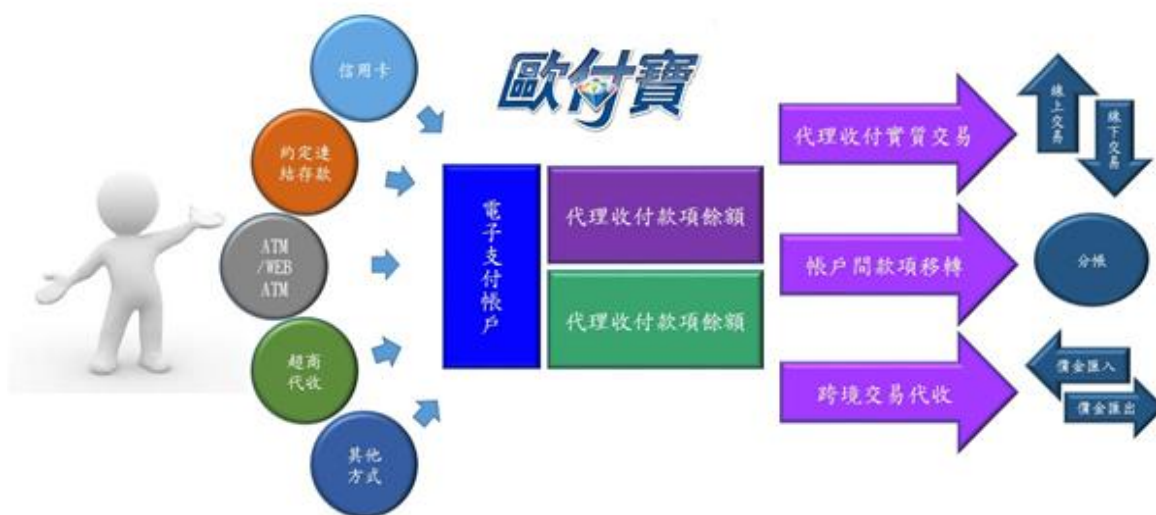 歐付寶
信用卡
約定連
結存款
ATM
/WEB
ATM
超商
代收
其他
方式
電子支付帳戶
代理收付款項餘額
代理收付款項餘額
代理收付實質交易
線上交易
線下交易
帳戶間款項移轉
分帳
跨境交易代收
價金匯入
價金匯出